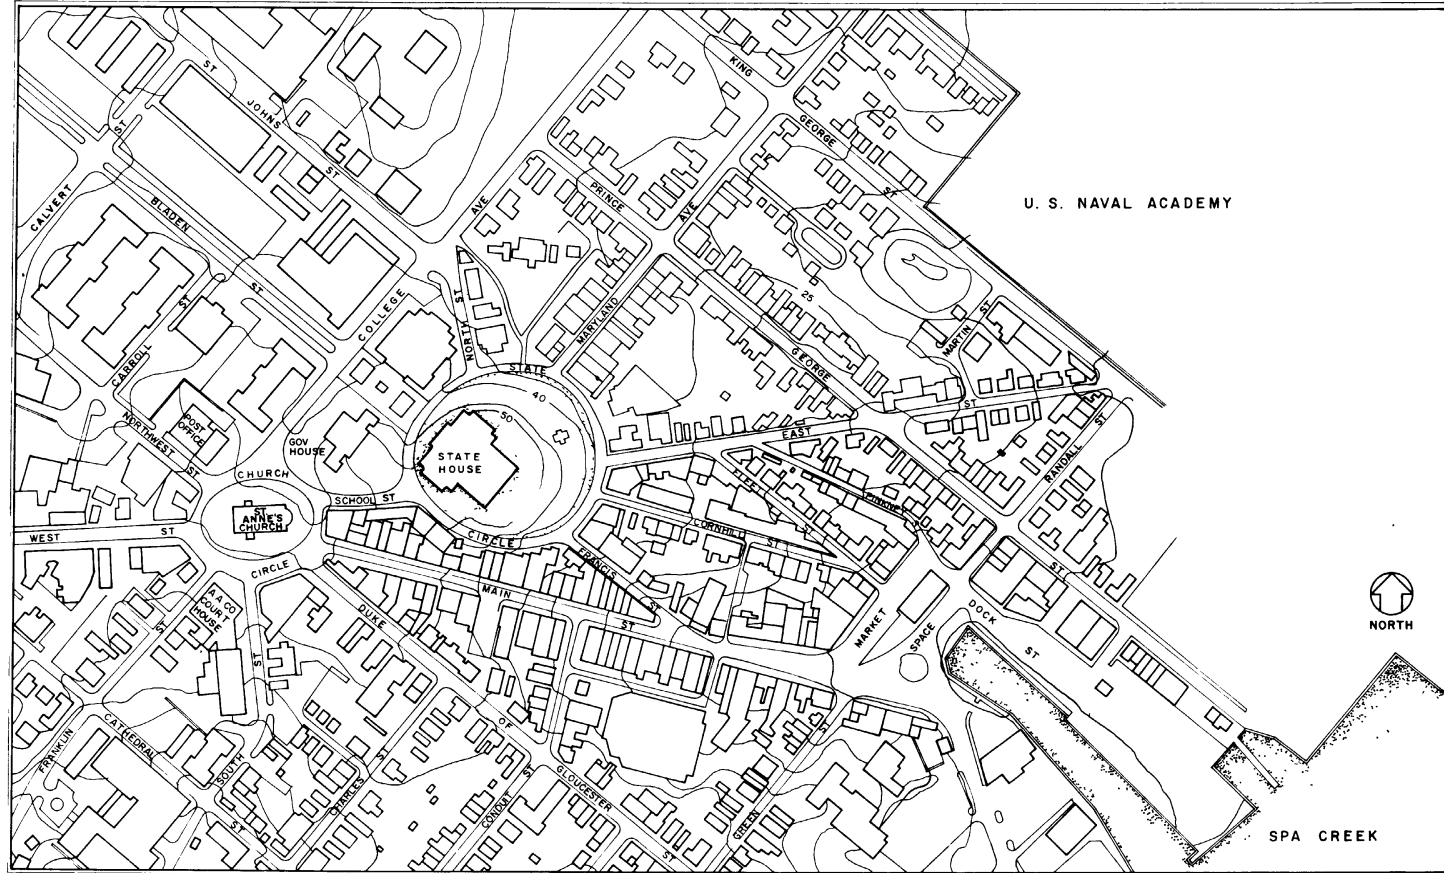 KING
ST
JOHNS
ST
GEORGE
ST
ST
CALVERT
BLADEN
ST
PRINCE
AVE
AVE
U. S. NAVAL ACADEMY
COLLEGE
NORTH ST
MARYLAND
25
MARTIN ST
ST
CARROLL
STATE
40
50
GEORGE
ST
EAST
NORTHWEST ST
POST
OFFICE
GOV
HOUSE
STATE
HOUSE
RANDALL ST
CHURCH
SCHOOL ST
FLEET
PINKNEY
ST
ANNE'S
CHURCH
WEST ST
CIRCLE
CORNHILL ST
FRANCIS ST
CIRCLE
MAIN ST
DUKE OF GLOUCESTER ST
A A CO
COURT
HOUSE
ST
ST
MARKET SPACE
DOCK ST
ST
NORTH
FRANKLIN
CATHEDRAL ST
SOUTH
CHARLES ST
CONDUIT ST
GREEN ST
SPA CREEK